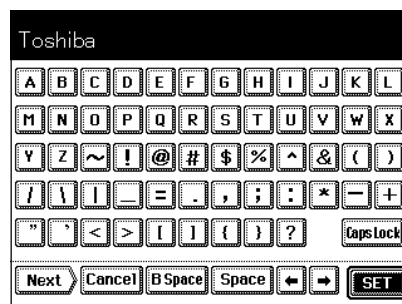 Toshiba
A B C D E F G H I J K L
M N O P Q R S T U V W X
Y Z ~ ! @ # $ % ^ & ( )
/ \ | _ = . , ; : * - +
" ' < > [ ] { } ? Caps Lock
Next Cancel B Space Space ← → SET